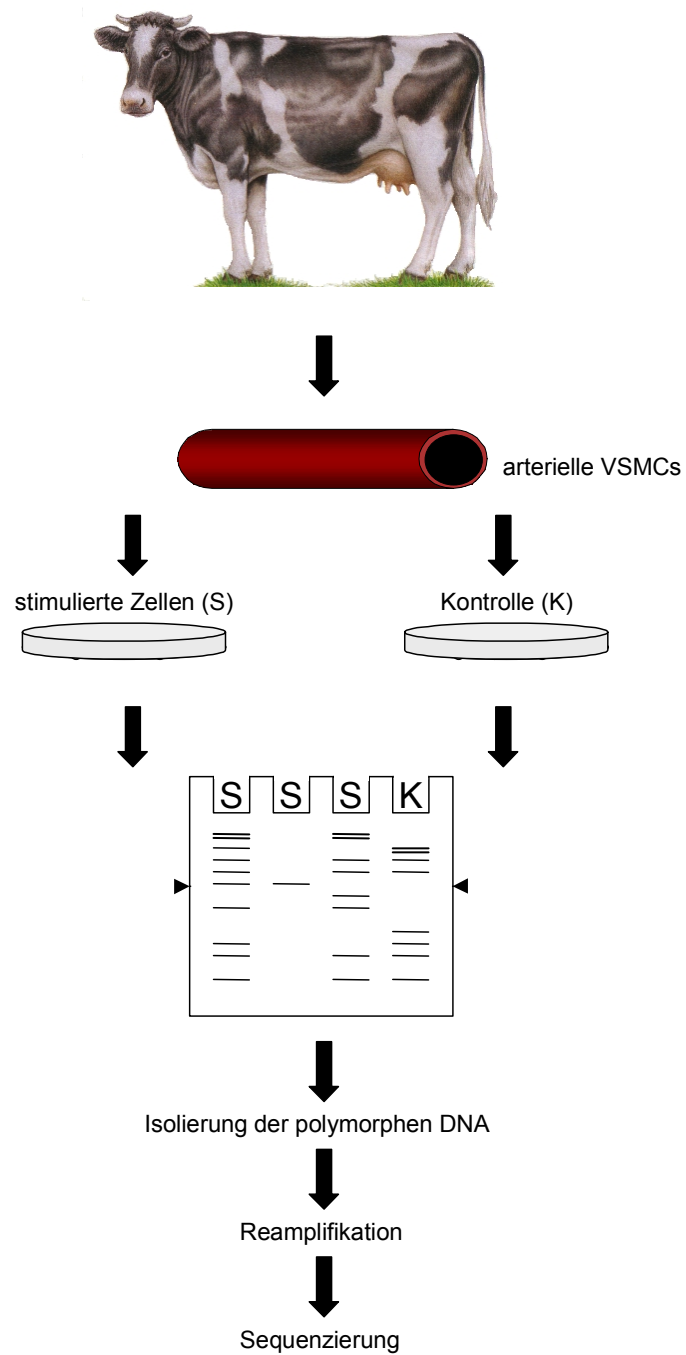 arterielle VSMCs
stimulierte Zellen (S)
Kontrolle (K)
S S S K
Isolierung der polymorphen DNA
Reamplifikation
Sequenzierung